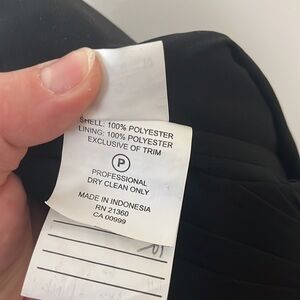 SHELL: 100% POLYESTER
LINING: 100% POLYESTER
EXCLUSIVE OF TRIM
P
PROFESSIONAL
DRY CLEAN ONLY
MADE IN INDONESIA
RN 21360
CA 00999